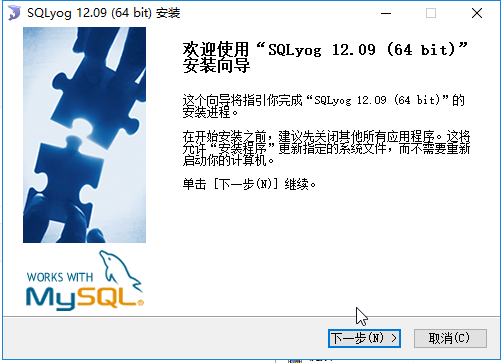 SQLyog 12.09 (64 bit) 安装
欢迎使用“SQLyog 12.09 (64 bit)”
安装向导
这个向导将指引你完成“SQLyog 12.09 (64 bit)”的
安装进程。
在开始安装之前，建议先关闭其他所有应用程序。这将
允许“安装程序”更新指定的系统文件，而不需要重新
启动你的计算机。
单击 [下一步(N)] 继续。
WORKS WITH
MySQL®
下一步(N) >
取消(C)